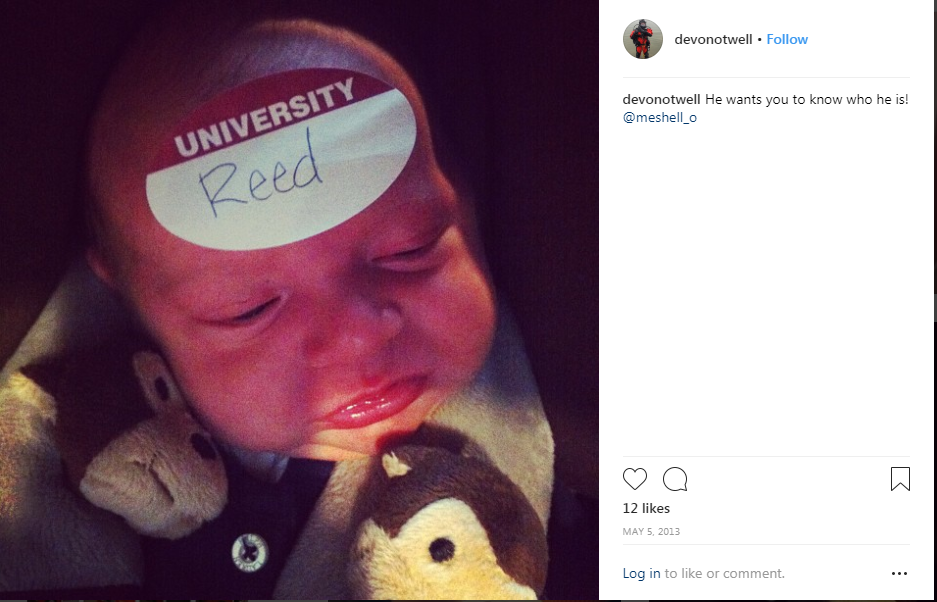 UNIVERSITY
Reed
devonotwell • Follow
devonotwell He wants you to know who he is!
@meshell_o
12 likes
MAY 5, 2013
Log in to like or comment.